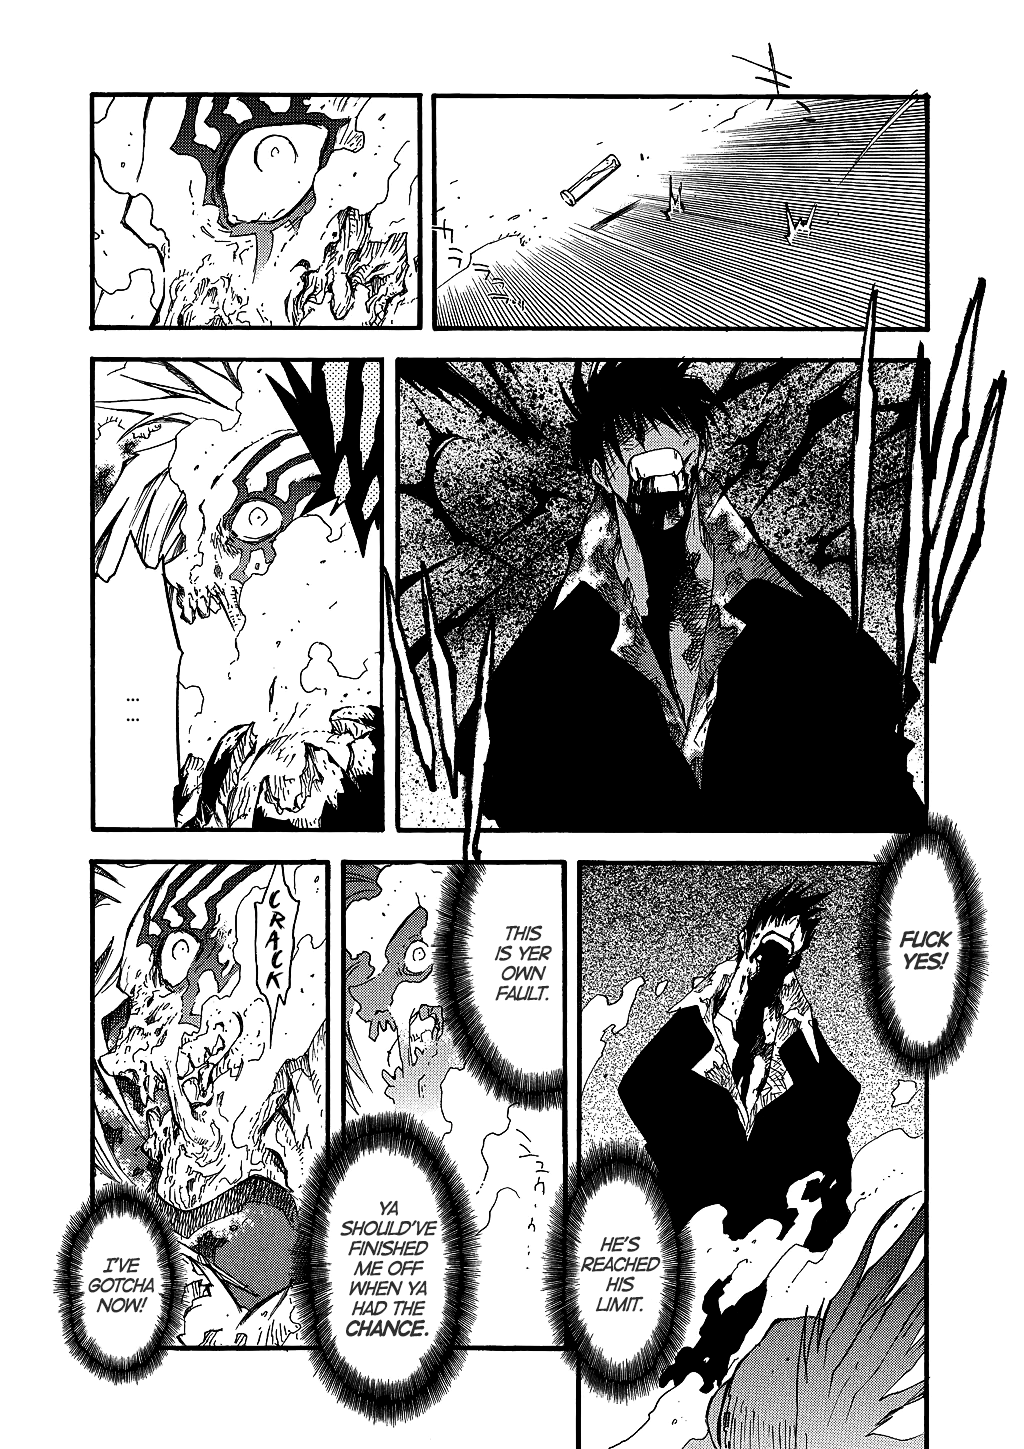 ...
...
FUCK
YES!
HE'S
REACHED
HIS
LIMIT.
THIS
IS YER
OWN
FAULT.
YA
SHOULD'VE
FINISHED
ME OFF
WHEN YA
HAD THE
CHANCE.
CRACK
I'VE
GOTCHA
NOW!